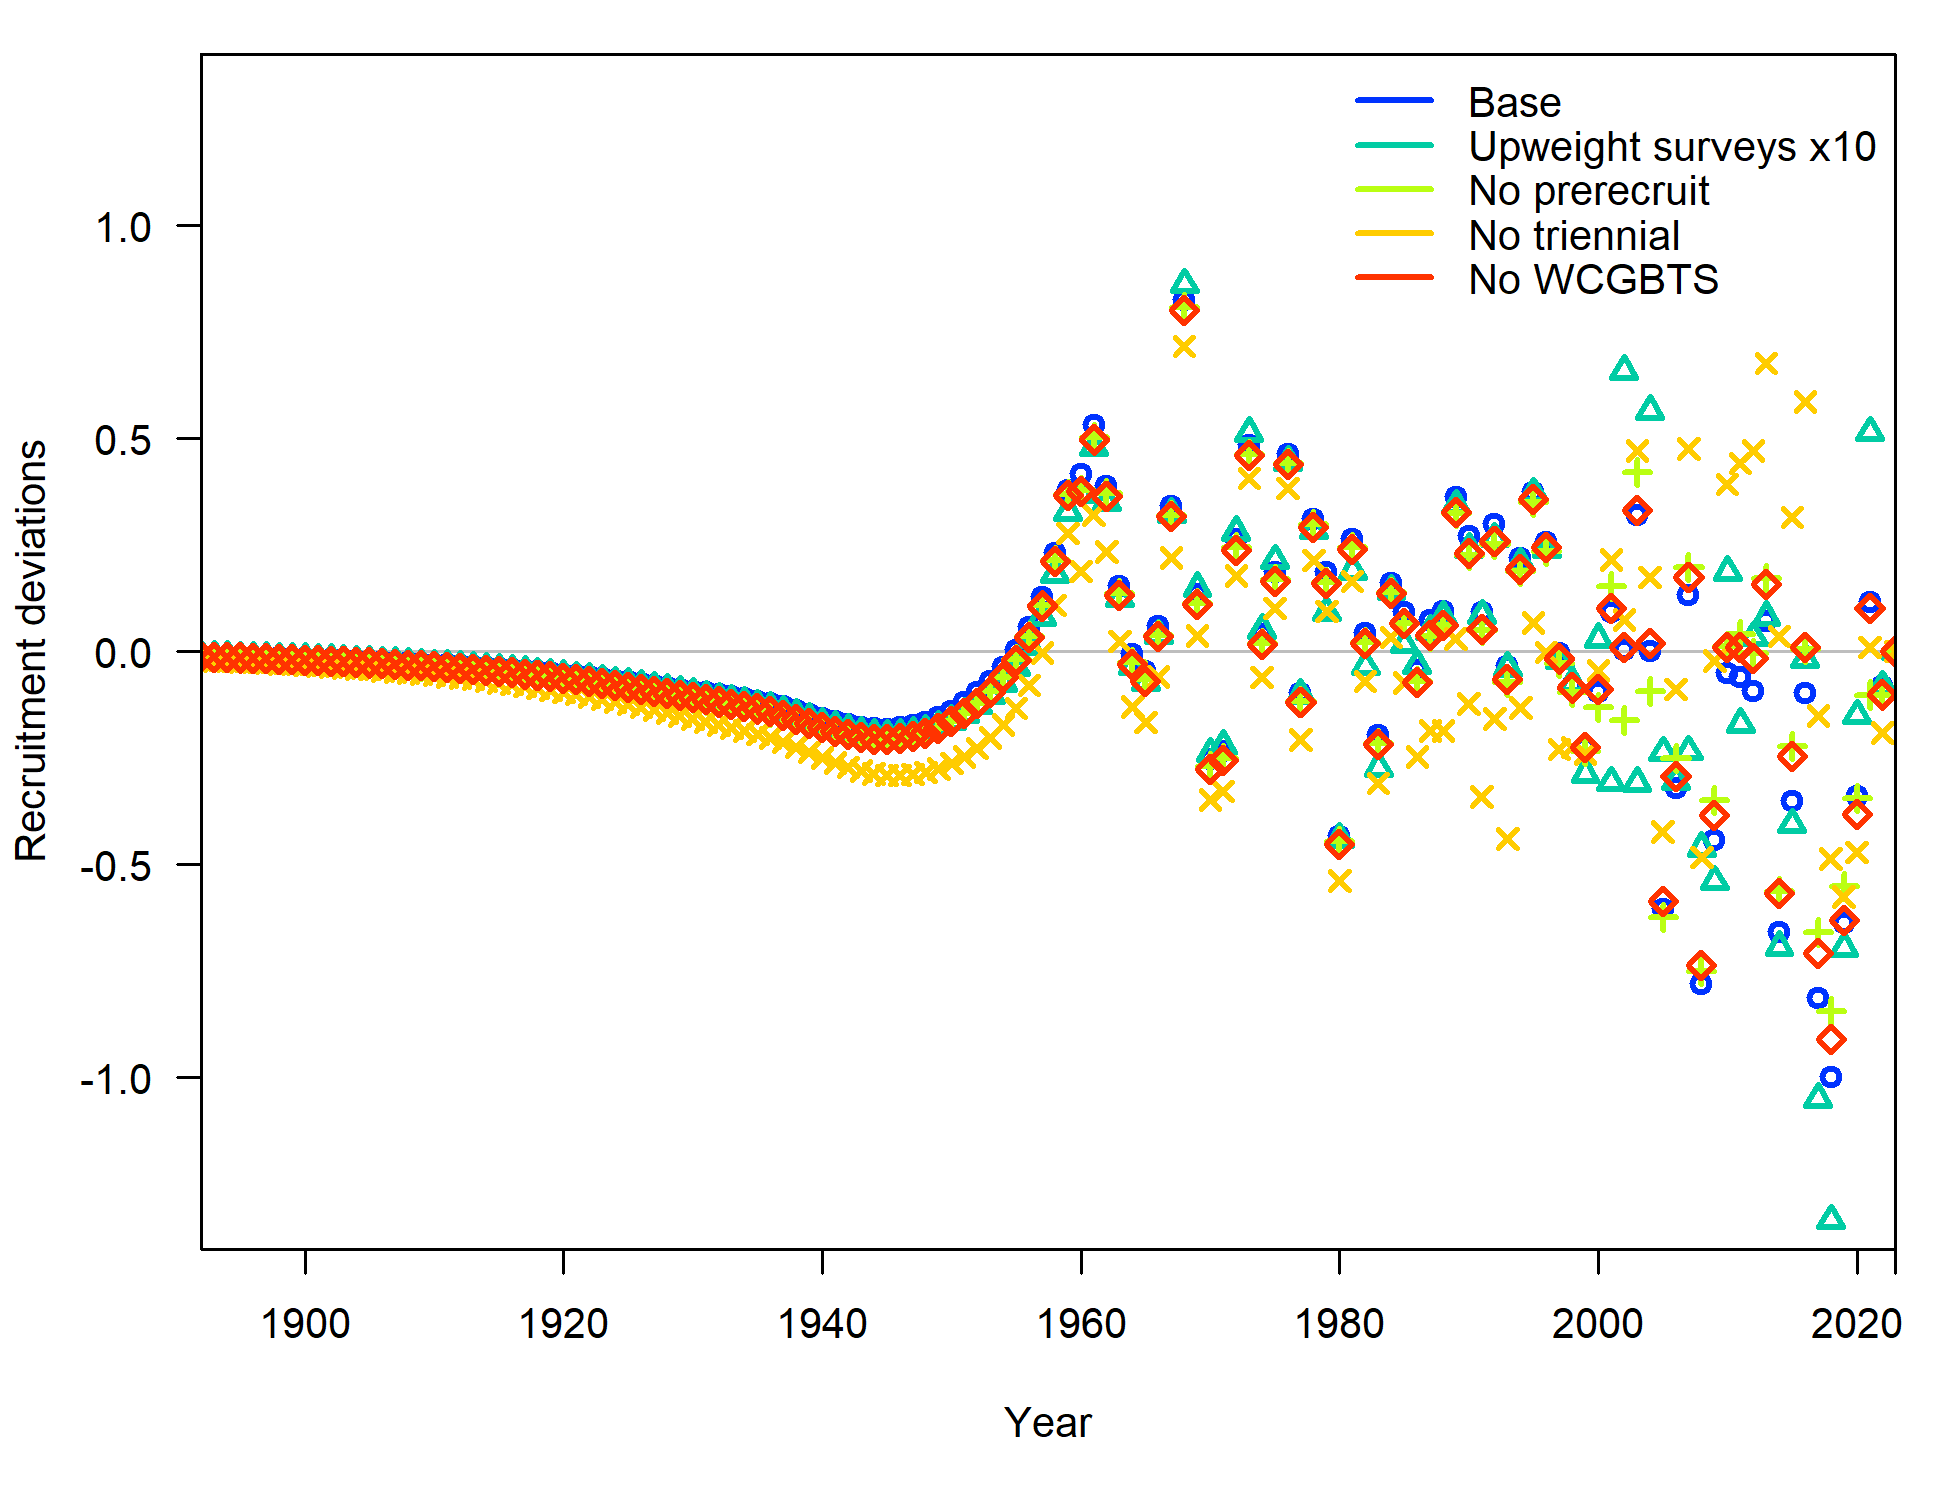 Base
Upweight surveys x10
No prerecruit
No triennial
No WCGBTS
1.0
0.5
0.0
-0.5
-1.0
Recruitment deviations
1900 1920 1940 1960 1980 2000 2020
Year